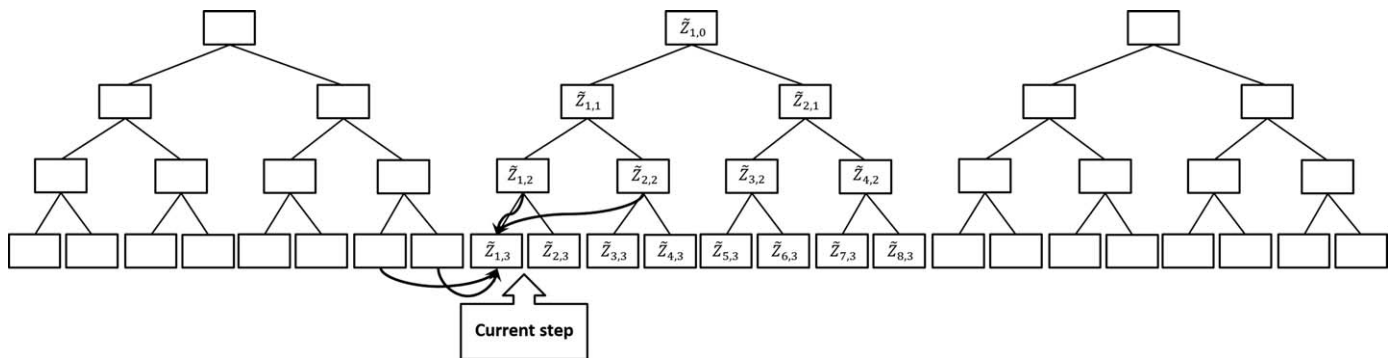 Z̃1,0
Z̃1,1 Z̃2,1
Z̃1,2 Z̃2,2 Z̃3,2 Z̃4,2
Z̃1,3 Z̃2,3 Z̃3,3 Z̃4,3 Z̃5,3 Z̃6,3 Z̃7,3 Z̃8,3
Current step